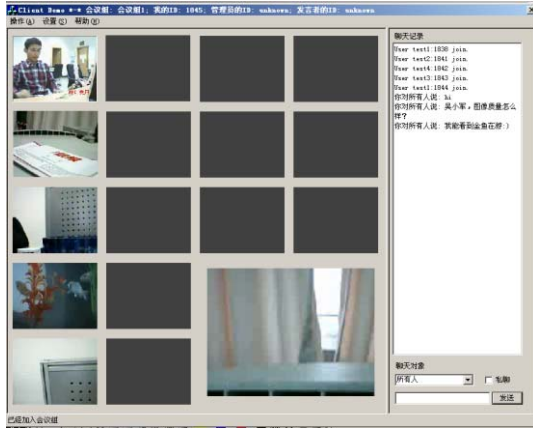 Client Demo *-* 会议组: 会议组1; 我的ID: 1845; 管理员的ID: unknown; 发言者的ID: unknown
操作(A) 设置(C) 帮助(H)
聊天记录
User test1:1838 join.
User test2:1841 join.
User test4:1842 join.
User test3:1843 join.
User test1:1844 join.
你对所有人说: hi
你对所有人说: 吴小军，图像质量怎么
样?
你对所有人说: 我能看到金鱼在游:)
聊天对象
所有人
私聊
发送
已经加入会议组